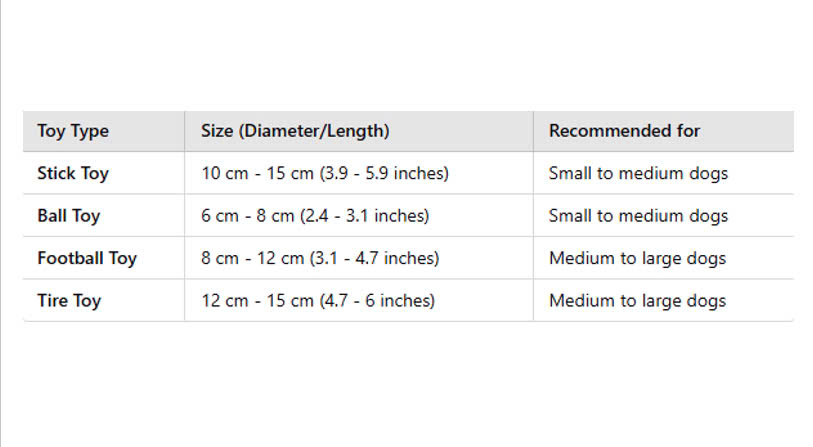 Toy Type Size (Diameter/Length) Recommended for
Stick Toy 10 cm - 15 cm (3.9 - 5.9 inches) Small to medium dogs
Ball Toy 6 cm - 8 cm (2.4 - 3.1 inches) Small to medium dogs
Football Toy 8 cm - 12 cm (3.1 - 4.7 inches) Medium to large dogs
Tire Toy 12 cm - 15 cm (4.7 - 6 inches) Medium to large dogs